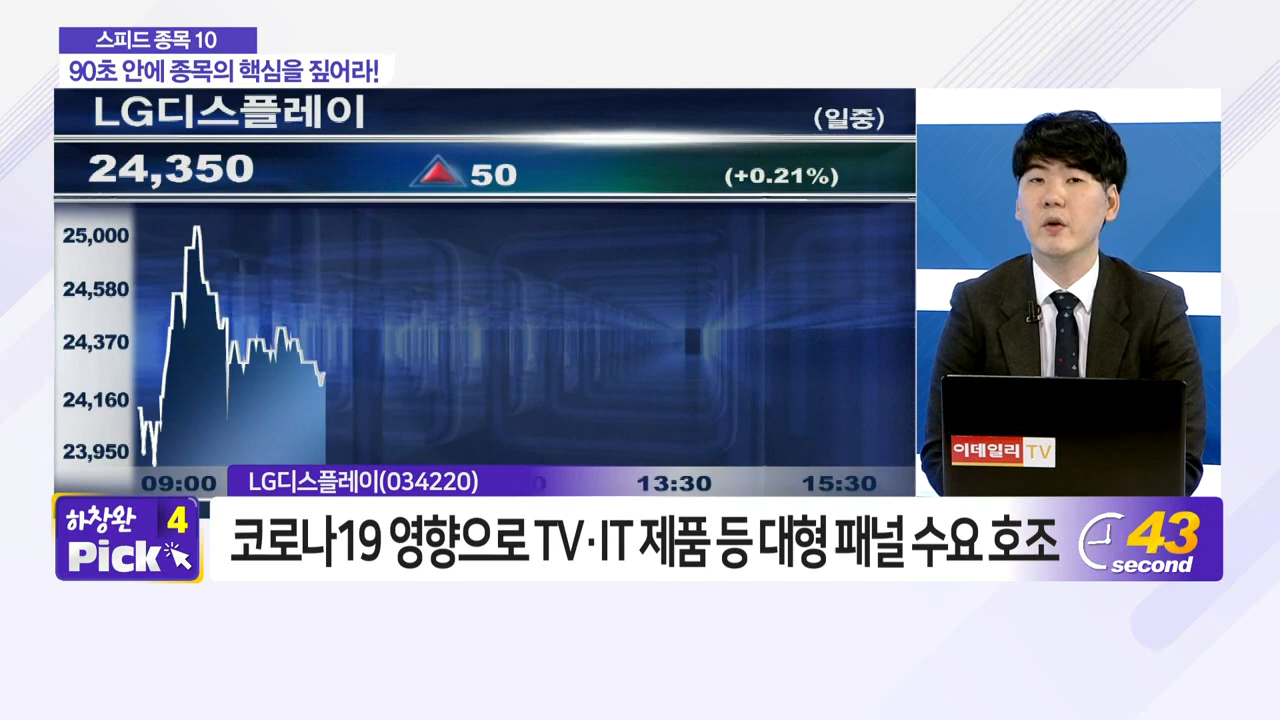 스피드 종목 10
90초 안에 종목의 핵심을 짚어라!
LG디스플레이
(일중)
24,350
50
(+0.21%)
25,000
24,580
24,370
24,160
23,950
09:00
13:30
15:30
이데일리 TV
LG디스플레이(034220)
하창완 4
Pick
코로나19 영향으로 TV·IT 제품 등 대형 패널 수요 호조
43
second